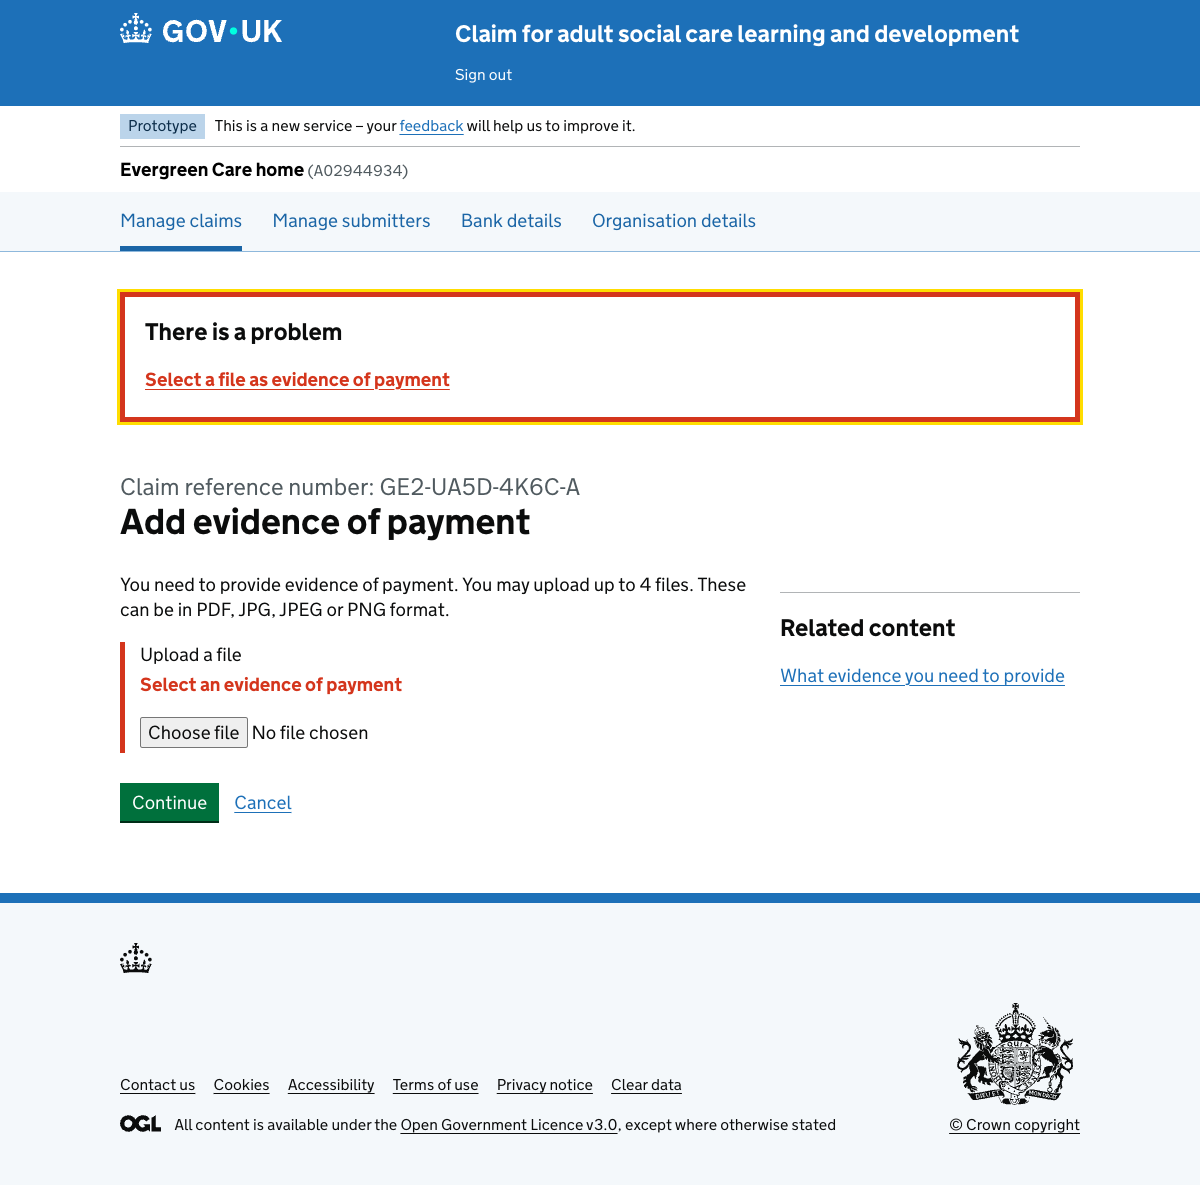 GOV·UK
Claim for adult social care learning and development
Sign out
Prototype This is a new service – your feedback will help us to improve it.
Evergreen Care home (A02944934)
Manage claims Manage submitters Bank details Organisation details
There is a problem
Select a file as evidence of payment
Claim reference number: GE2-UA5D-4K6C-A
Add evidence of payment
You need to provide evidence of payment. You may upload up to 4 files. These
can be in PDF, JPG, JPEG or PNG format.
Upload a file
Select an evidence of payment
Choose file No file chosen
Continue Cancel
Related content
What evidence you need to provide
Contact us Cookies Accessibility Terms of use Privacy notice Clear data
OGL All content is available under the Open Government Licence v3.0, except where otherwise stated
© Crown copyright